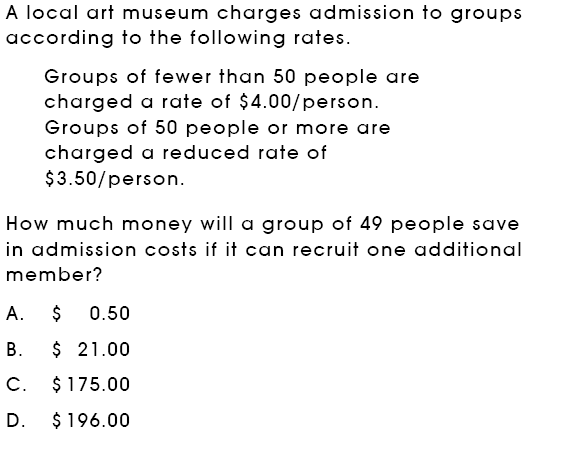 A local art museum charges admission to groups
according to the following rates.
Groups of fewer than 50 people are
charged a rate of $4.00/person.
Groups of 50 people or more are
charged a reduced rate of
$3.50/person.
How much money will a group of 49 people save
in admission costs if it can recruit one additional
member?
A. $ 0.50
B. $ 21.00
C. $175.00
D. $196.00